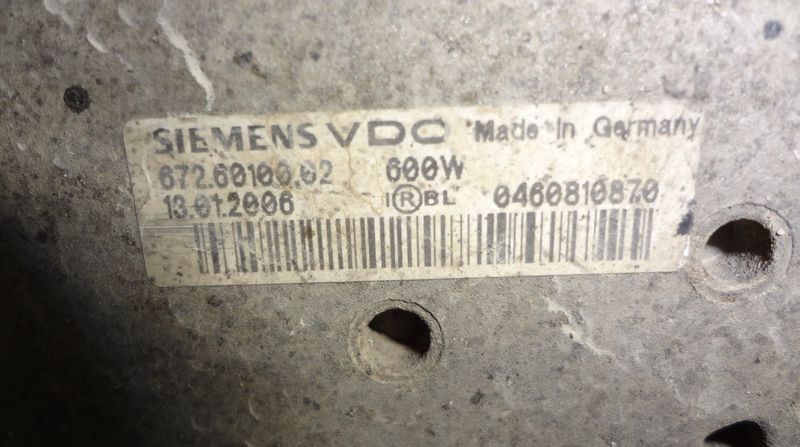 SIEMENS VDO Made In Germany
672.60100.02 600W
13.01.2006 I ® BL 0460810870